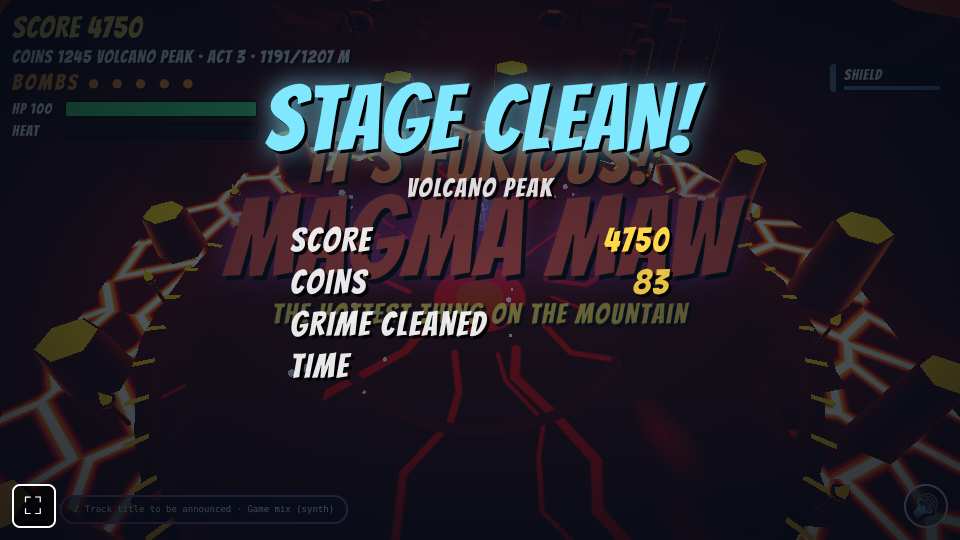 SCORE 4750
COINS 1245 VOLCANO PEAK · ACT 3 · 1191/1207 M
BOMBS
HP 100
HEAT
SHIELD
STAGE CLEAN!
IT'S FURIOUS!
VOLCANO PEAK
MAGMA MAW
SCORE 4750
COINS 83
THE HOTTEST THING ON THE MOUNTAIN
GRIME CLEANED
TIME
♪ Track title to be announced · Game mix (synth)